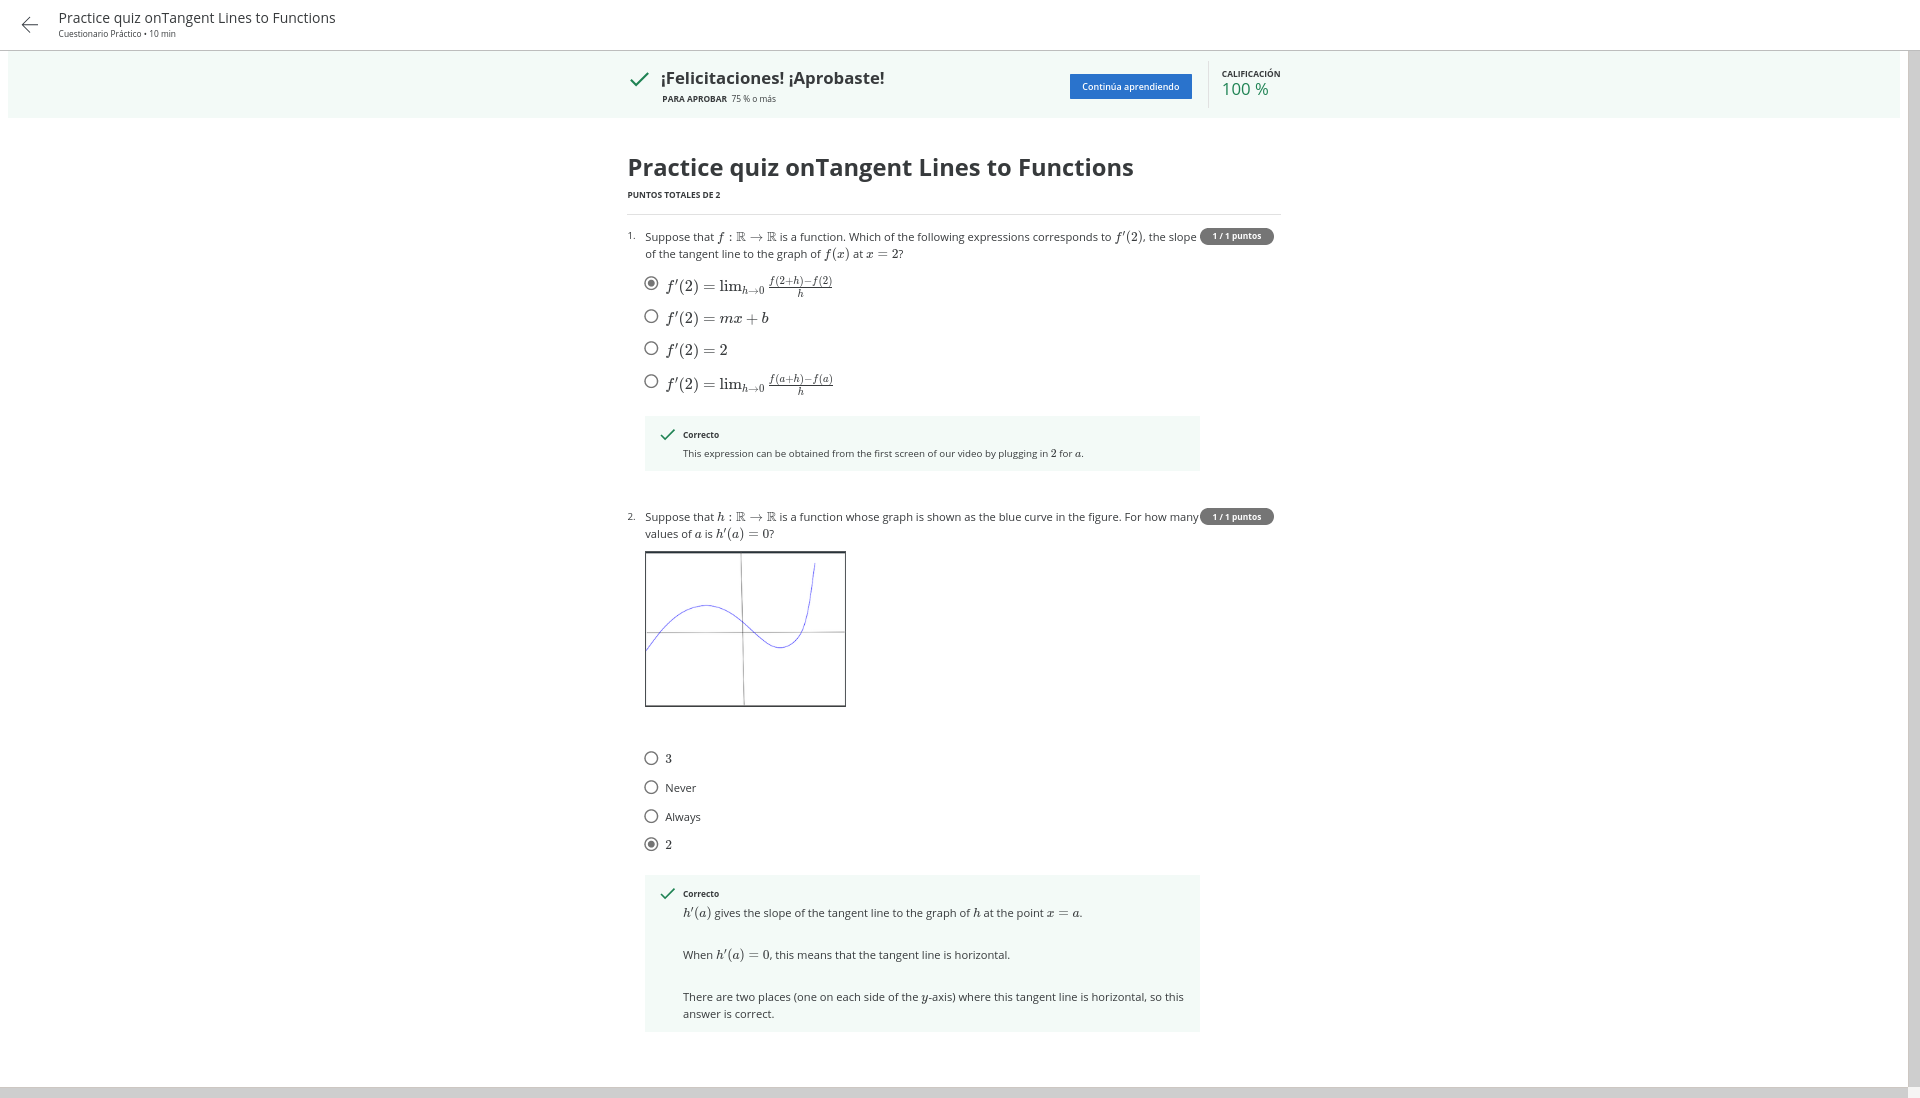 Practice quiz onTangent Lines to Functions
Cuestionario Práctico • 10 min
¡Felicitaciones! ¡Aprobaste!
PARA APROBAR 75 % o más
Continúa aprendiendo
CALIFICACIÓN
100 %
Practice quiz onTangent Lines to Functions
PUNTOS TOTALES DE 2
1. Suppose that f : ℝ → ℝ is a function. Which of the following expressions corresponds to f′(2), the slope
of the tangent line to the graph of f(x) at x = 2?
1 / 1 puntos
f′(2) = lim_{h→0} \frac{f(2+h)−f(2)}{h}
f′(2) = mx + b
f′(2) = 2
f′(2) = lim_{h→0} \frac{f(a+h)−f(a)}{h}
Correcto
This expression can be obtained from the first screen of our video by plugging in 2 for a.
2. Suppose that h : ℝ → ℝ is a function whose graph is shown as the blue curve in the figure. For how many
values of a is h′(a) = 0?
1 / 1 puntos
3
Never
Always
2
Correcto
h′(a) gives the slope of the tangent line to the graph of h at the point x = a.
When h′(a) = 0, this means that the tangent line is horizontal.
There are two places (one on each side of the y-axis) where this tangent line is horizontal, so this
answer is correct.